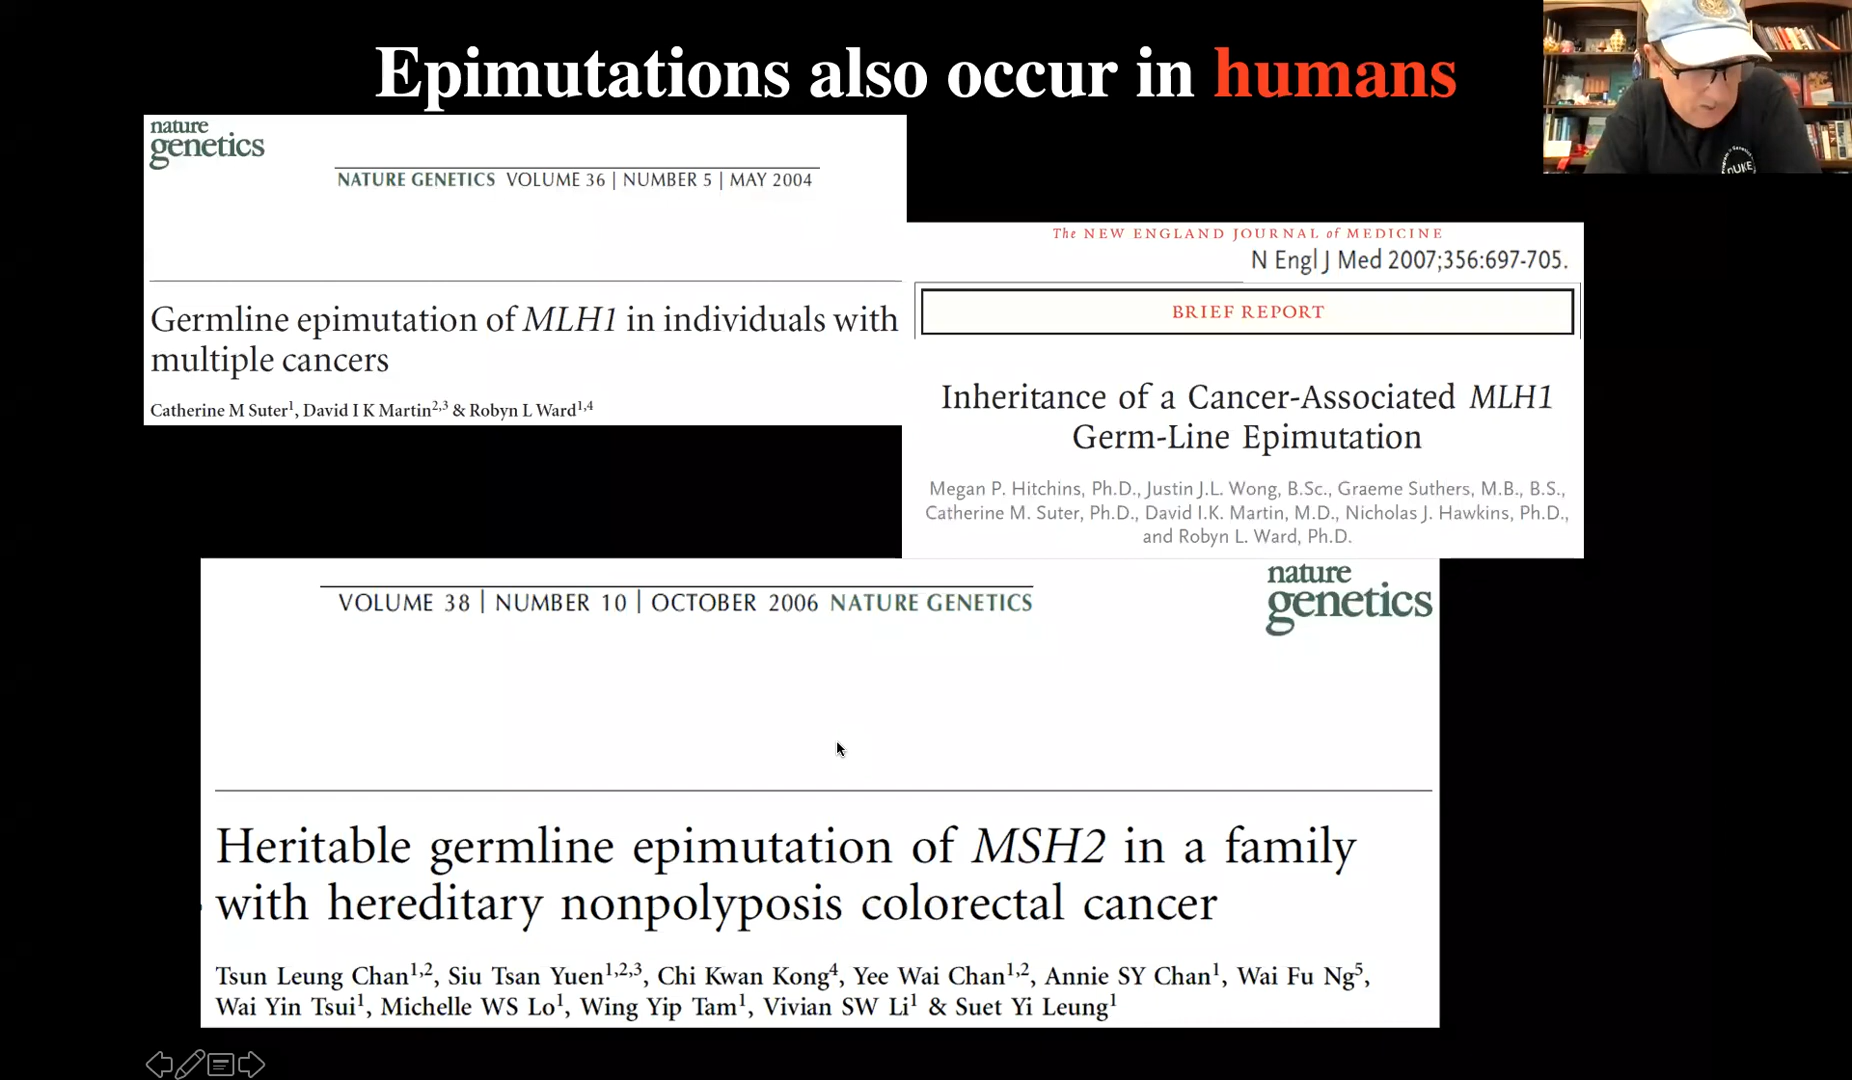 Epimutations also occur in humans
nature
genetics
NATURE GENETICS VOLUME 36 | NUMBER 5 | MAY 2004
Germline epimutation of MLH1 in individuals with
multiple cancers
Catherine M Suter1, David I K Martin2,3 & Robyn L Ward1,4
The NEW ENGLAND JOURNAL of MEDICINE
N Engl J Med 2007;356:697-705.
BRIEF REPORT
Inheritance of a Cancer-Associated MLH1
Germ-Line Epimutation
Megan P. Hitchins, Ph.D., Justin J.L. Wong, B.Sc., Graeme Suthers, M.B., B.S.,
Catherine M. Suter, Ph.D., David I.K. Martin, M.D., Nicholas J. Hawkins, Ph.D.,
and Robyn L. Ward, Ph.D.
VOLUME 38 | NUMBER 10 | OCTOBER 2006 NATURE GENETICS
nature
genetics
Heritable germline epimutation of MSH2 in a family
with hereditary nonpolyposis colorectal cancer
Tsun Leung Chan1,2, Siu Tsan Yuen1,2,3, Chi Kwan Kong4, Yee Wai Chan1,2, Annie SY Chan1, Wai Fu Ng5,
Wai Yin Tsui1, Michelle WS Lo1, Wing Yip Tam1, Vivian SW Li1 & Suet Yi Leung1
DUKE